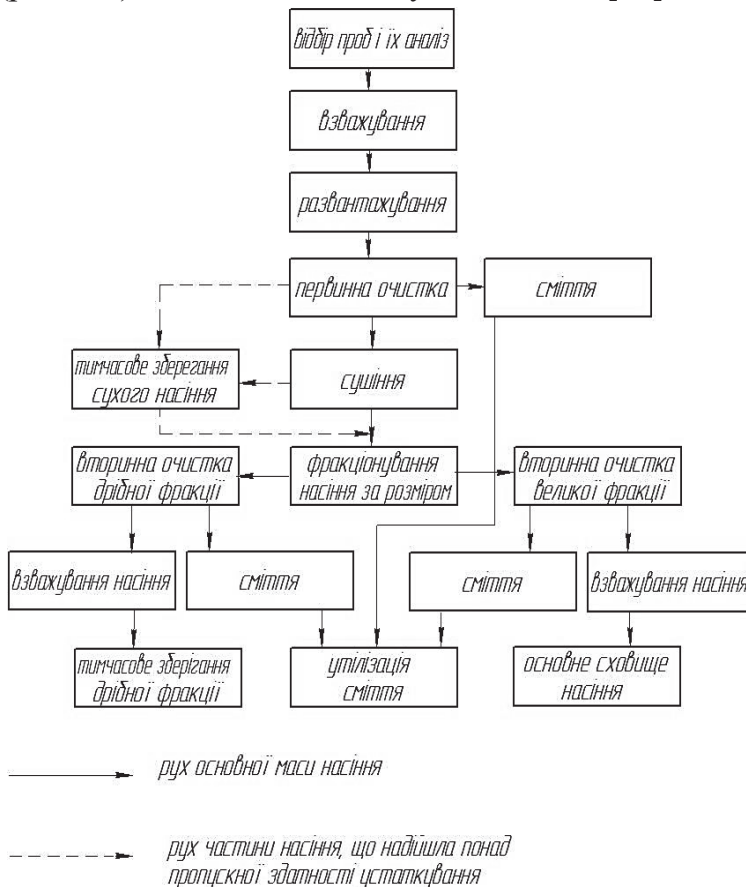 відбір проб і їх аналіз
взважування
развантажування
первинна очистка
сміття
тимчасове зберегання
сухого насіння
сушіння
вторинна очистка
дрібної фракції
фракціонування
насіння за розміром
вторинна очистка
великої фракції
взважування насіння
сміття
сміття
взважування насіння
тимчасове зберігання
дрібної фракції
утилізація
сміття
основне сховище
насіння
рух основної маси насіння
рух частини насіння, що надійшла понад
пропускної здатності устаткування